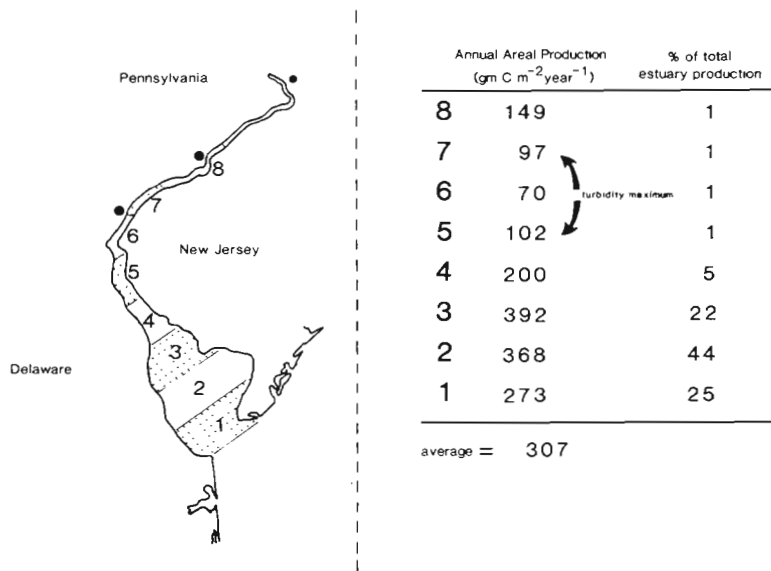 Pennsylvania
8
7
6
New Jersey
5
4
3
Delaware
2
1
Annual Areal Production % of total
(gm C m⁻² year⁻¹) estuary production
8 149 1
7 97 1
6 70 turbidity maximum 1
5 102 1
4 200 5
3 392 22
2 368 44
1 273 25
average = 307